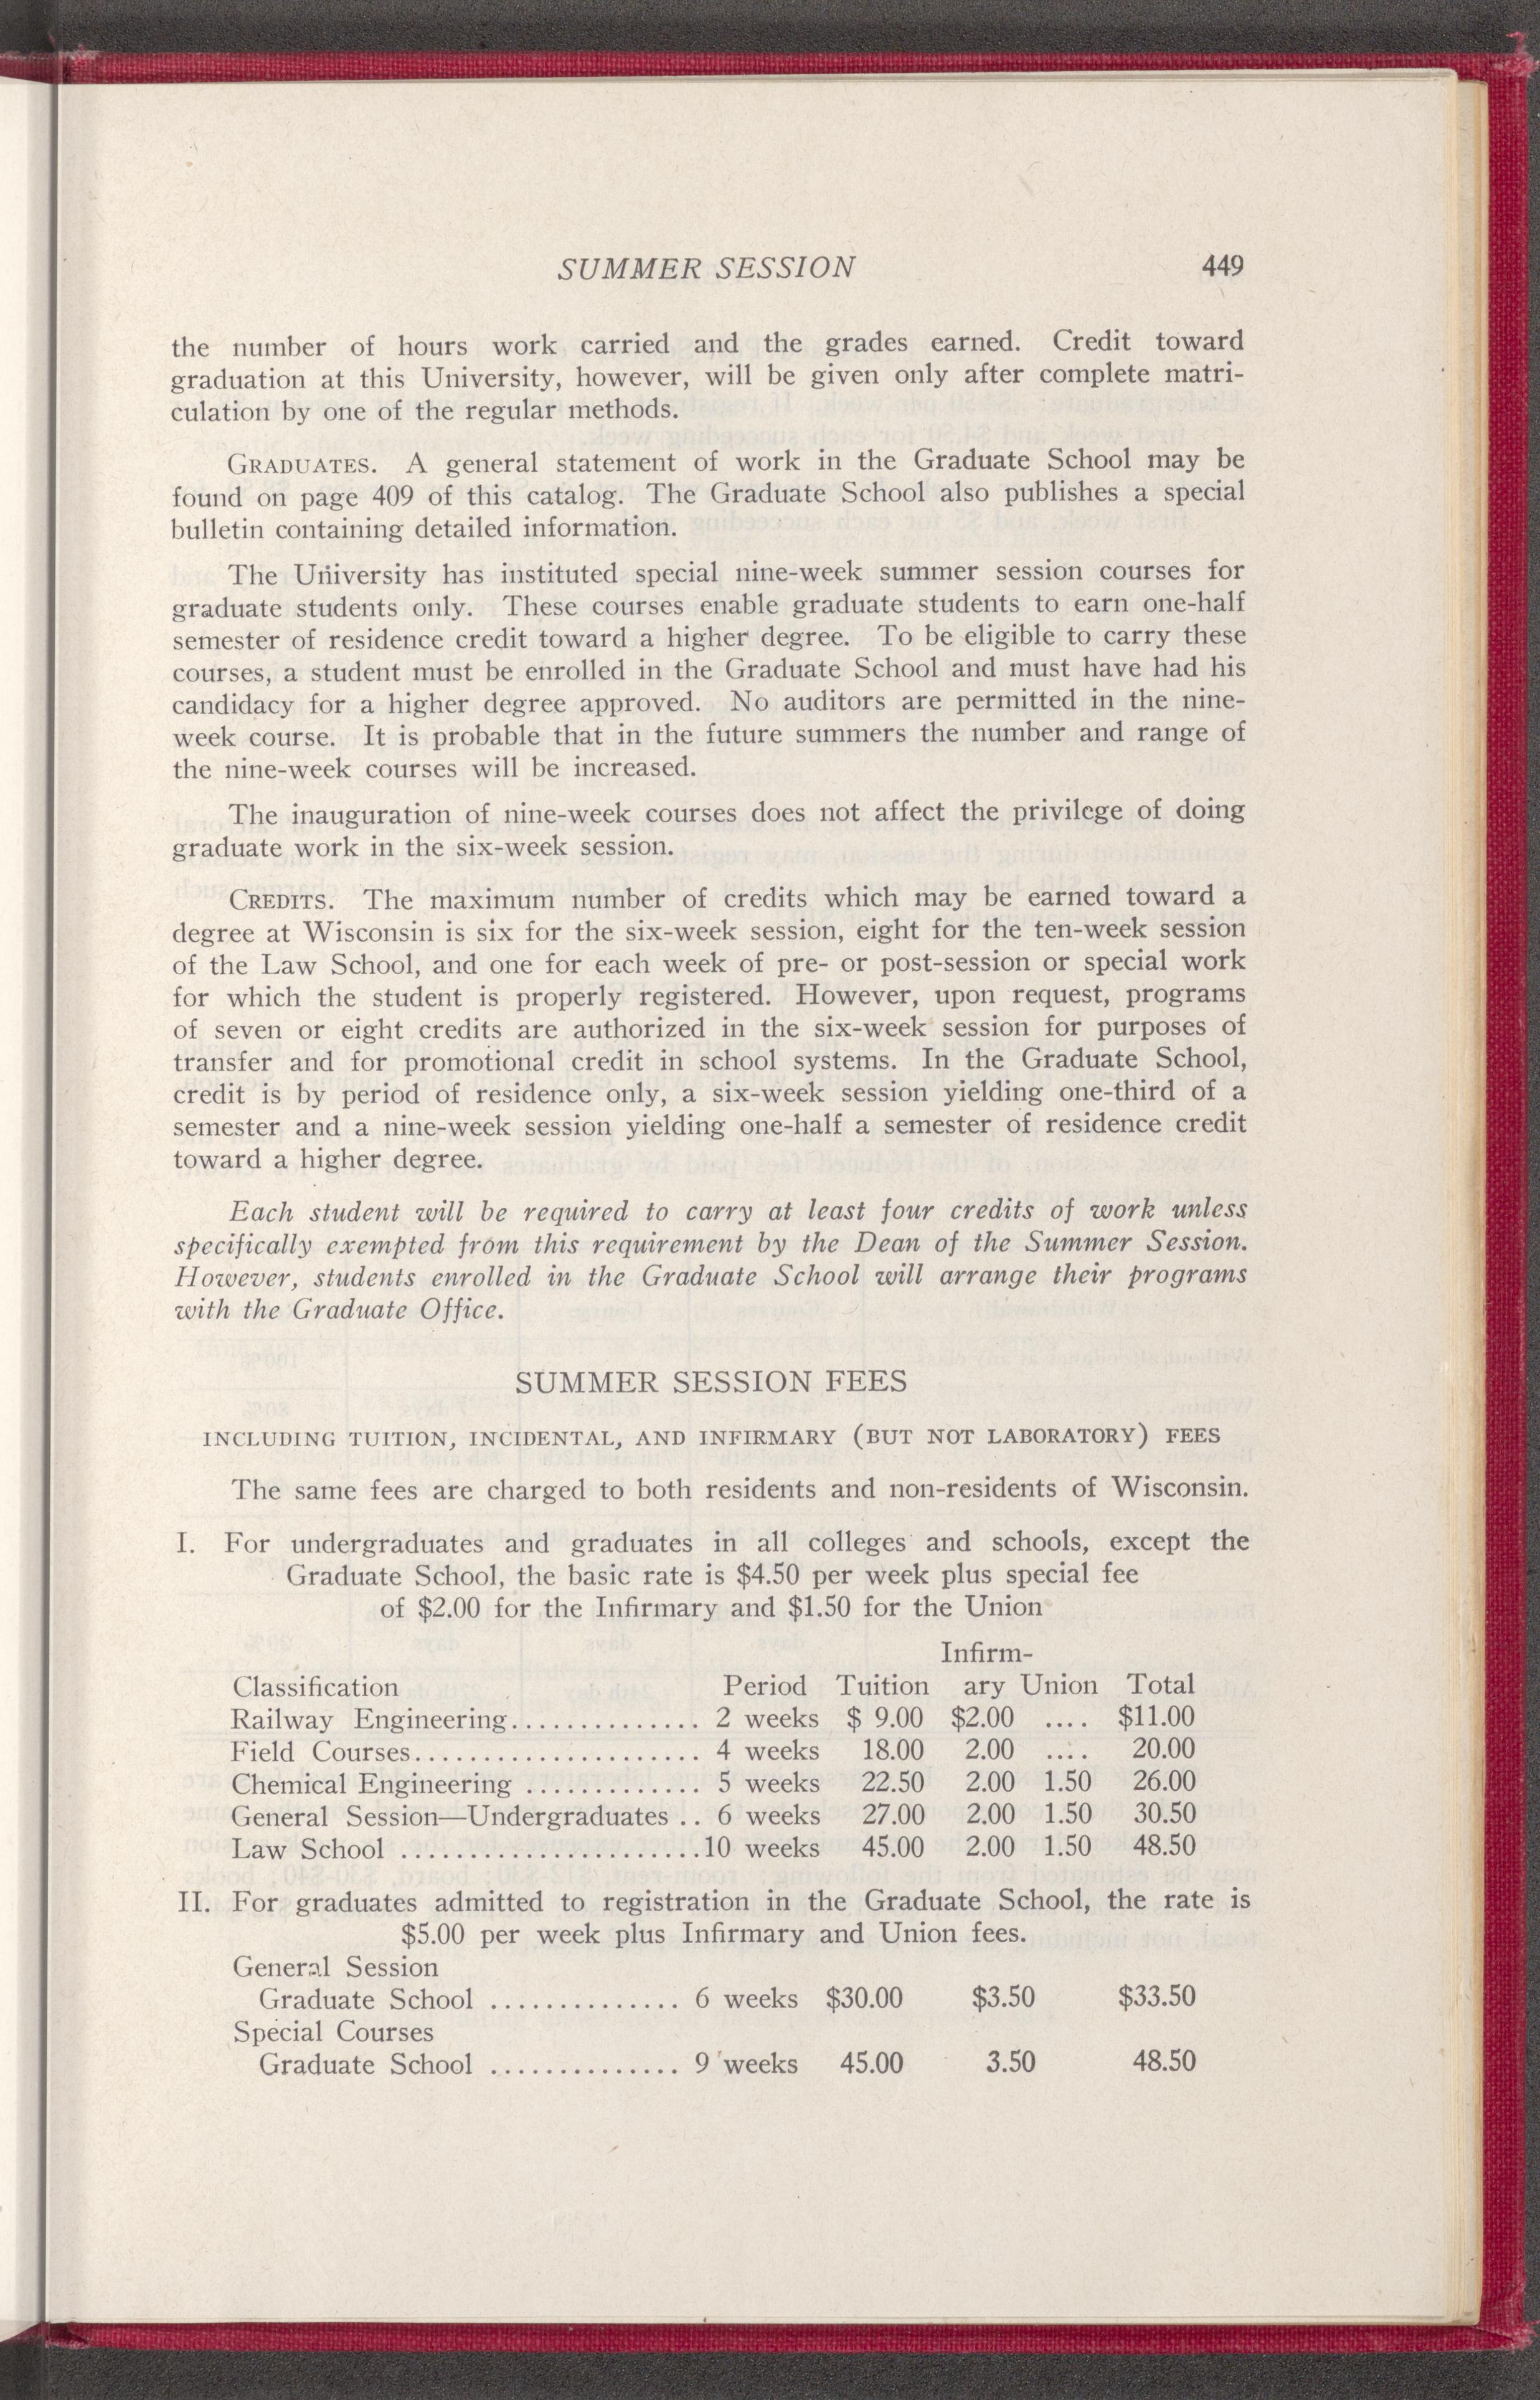 SUMMER SESSION 449
the number of hours work carried and the grades earned. Credit toward
graduation at this University, however, will be given only after complete matri-
culation by one of the regular methods.
GRADUATES. A general statement of work in the Graduate School may be
found on page 409 of this catalog. The Graduate School also publishes a special
bulletin containing detailed information.
The University has instituted special nine-week summer session courses for
graduate students only. These courses enable graduate students to earn one-half
semester of residence credit toward a higher degree. To be eligible to carry these
courses, a student must be enrolled in the Graduate School and must have had his
candidacy for a higher degree approved. No auditors are permitted in the nine-
week course. It is probable that in the future summers the number and range of
the nine-week courses will be increased.
The inauguration of nine-week courses does not affect the privilege of doing
graduate work in the six-week session.
CREDITS. The maximum number of credits which may be earned toward a
degree at Wisconsin is six for the six-week session, eight for the ten-week session
of the Law School, and one for each week of pre- or post-session or special work
for which the student is properly registered. However, upon request, programs
of seven or eight credits are authorized in the six-week session for purposes of
transfer and for promotional credit in school systems. In the Graduate School,
credit is by period of residence only, a six-week session yielding one-third of a
semester and a nine-week session yielding one-half a semester of residence credit
toward a higher degree.
Each student will be required to carry at least four credits of work unless
specifically exempted from this requirement by the Dean of the Summer Session.
However, students enrolled in the Graduate School will arrange their programs
with the Graduate Office.
SUMMER SESSION FEES
INCLUDING TUITION, INCIDENTAL, AND INFIRMARY (BUT NOT LABORATORY) FEES
The same fees are charged to both residents and non-residents of Wisconsin.
I. For undergraduates and graduates in all colleges and schools, except the
Graduate School, the basic rate is $4.50 per week plus special fee
of $2.00 for the Infirmary and $1.50 for the Union
Infirm-
Classification Period Tuition ary Union Total
Railway Engineering.............. 2 weeks $ 9.00 $2.00 .... $11.00
Field Courses..................... 4 weeks 18.00 2.00 .... 20.00
Chemical Engineering ............. 5 weeks 22.50 2.00 1.50 26.00
General Session—Undergraduates .. 6 weeks 27.00 2.00 1.50 30.50
Law School ......................10 weeks 45.00 2.00 1.50 48.50
II. For graduates admitted to registration in the Graduate School, the rate is
$5.00 per week plus Infirmary and Union fees.
General Session
Graduate School .............. 6 weeks $30.00 $3.50 $33.50
Special Courses
Graduate School .............. 9 weeks 45.00 3.50 48.50